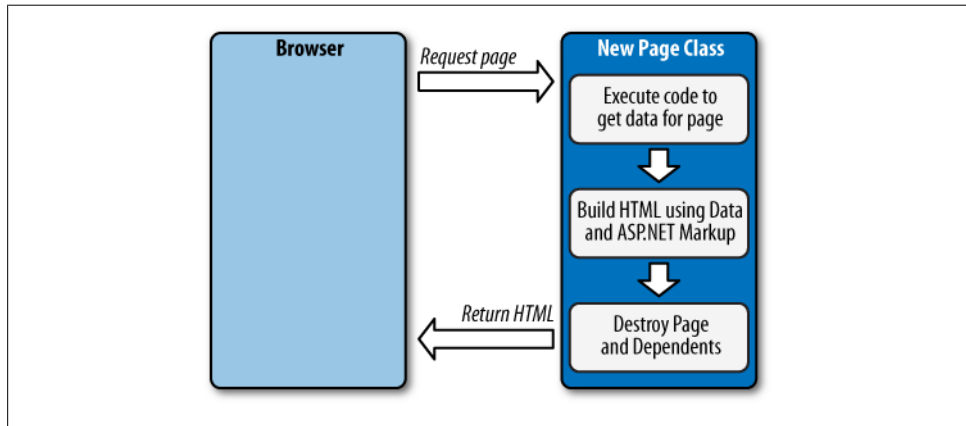 Browser
Request page
New Page Class
Execute code to
get data for page
Build HTML using Data
and ASP.NET Markup
Return HTML
Destroy Page
and Dependents